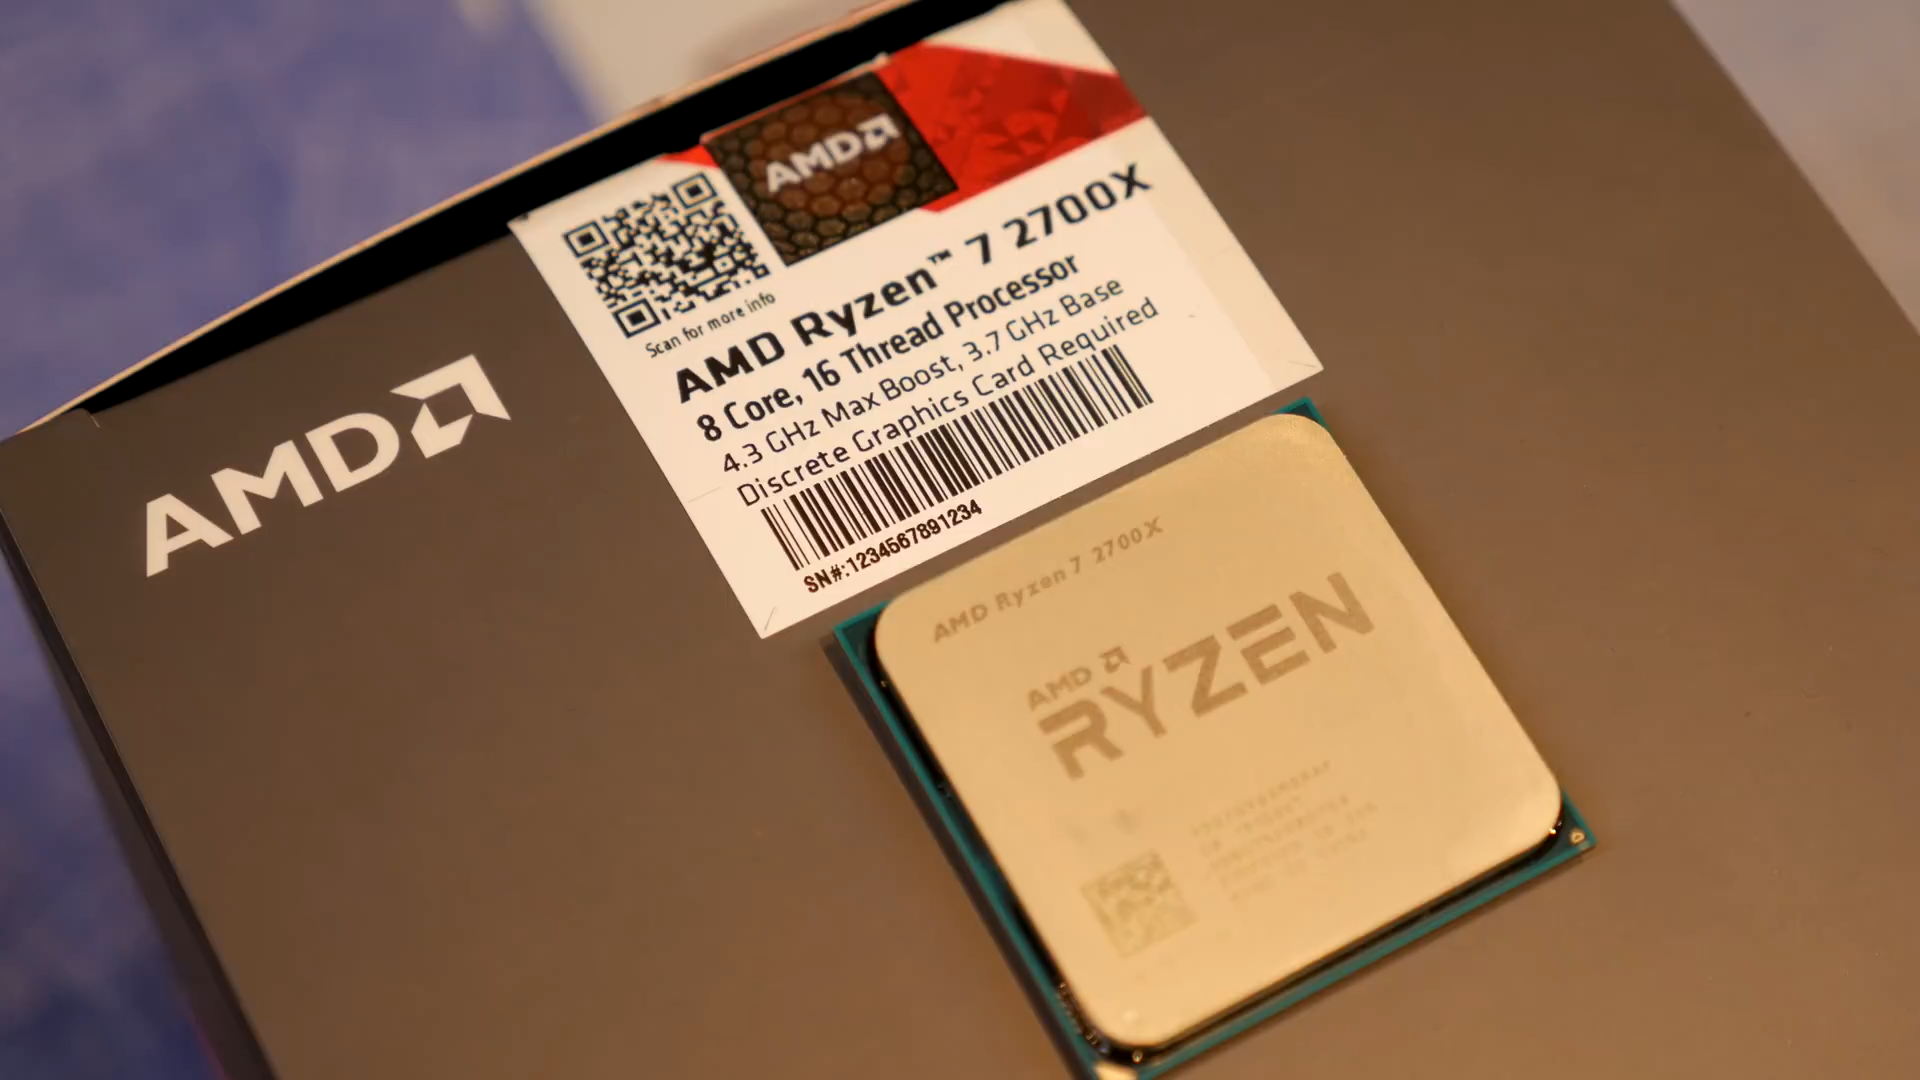 AMD
AMD
Scan for more info
AMD Ryzen™ 7 2700X
8 Core, 16 Thread Processor
4.3 GHz Max Boost, 3.7 GHz Base
Discrete Graphics Card Required
SN#:1234567891234
AMD Ryzen 7 2700X
AMD
RYZEN